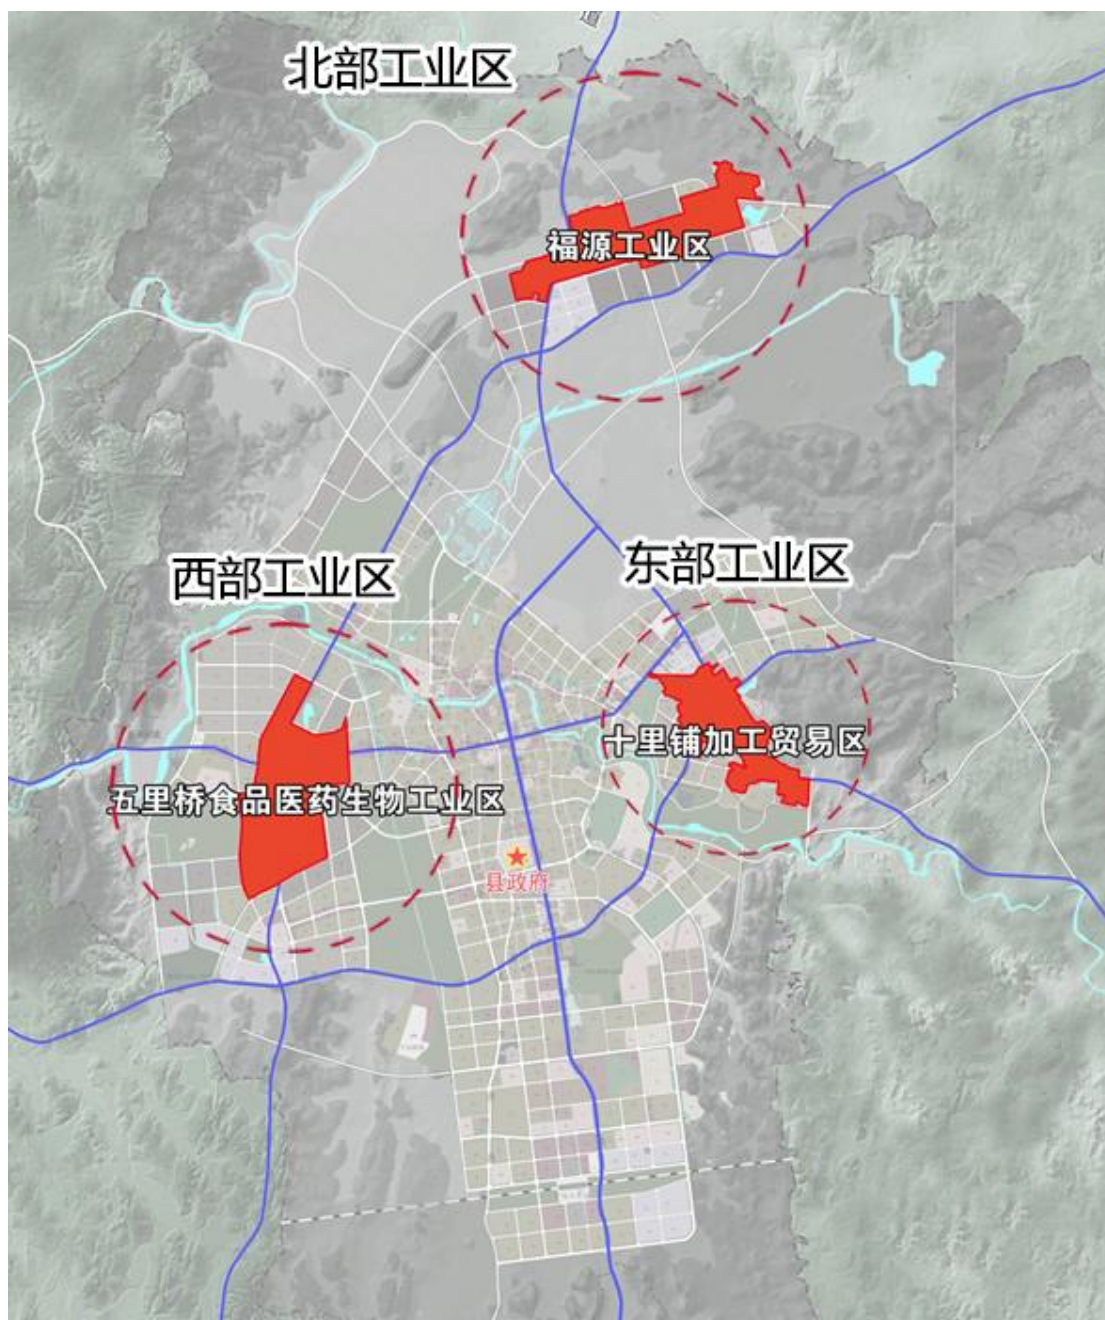 北部工业区
福源工业区
西部工业区
东部工业区
十里铺加工贸易区
五里桥食品医药生物工业区
县政府